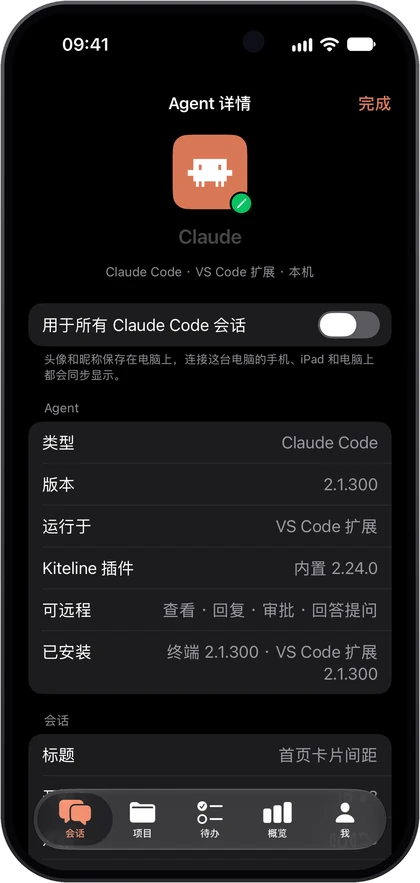 09:41
Agent 详情
完成
Claude
Claude Code · VS Code 扩展 · 本机
用于所有 Claude Code 会话
头像和昵称保存在电脑上，连接这台电脑的手机、iPad 和电脑上
都会同步显示。
Agent
类型
Claude Code
版本
2.1.300
运行于
VS Code 扩展
Kiteline 插件
内置 2.24.0
可远程
查看 · 回复 · 审批 · 回答提问
已安装
终端 2.1.300 · VS Code 扩展
2.1.300
会话
标题
首页卡片间距
会话
项目
待办
概览
我